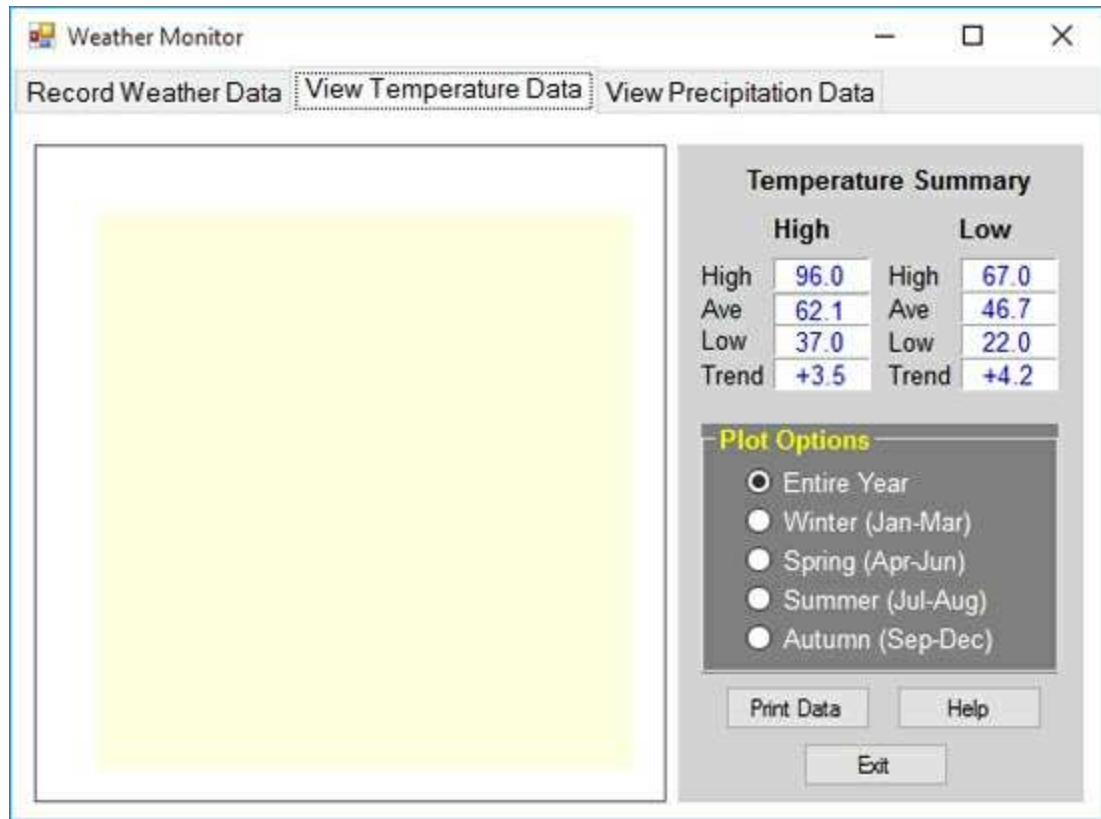 Weather Monitor
Record Weather Data View Temperature Data View Precipitation Data
Temperature Summary
High Low
High 96.0 High 67.0
Ave 62.1 Ave 46.7
Low 37.0 Low 22.0
Trend +3.5 Trend +4.2
Plot Options
Entire Year
Winter (Jan-Mar)
Spring (Apr-Jun)
Summer (Jul-Aug)
Autumn (Sep-Dec)
Print Data Help
Exit